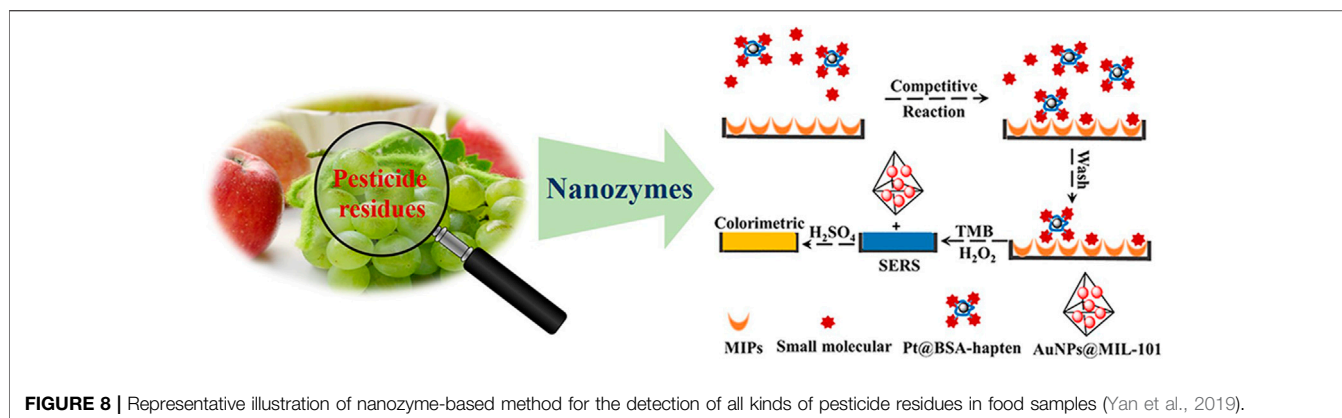 Pesticide
residues
Nanozymes
Competitive
Reaction
Wash
TMB
H₂O₂
+
SERS
H₂SO₄
Colorimetric
MIPs
Small molecular
Pt@BSA-hapten
AuNPs@MIL-101
FIGURE 8 | Representative illustration of nanozyme-based method for the detection of all kinds of pesticide residues in food samples (Yan et al., 2019).